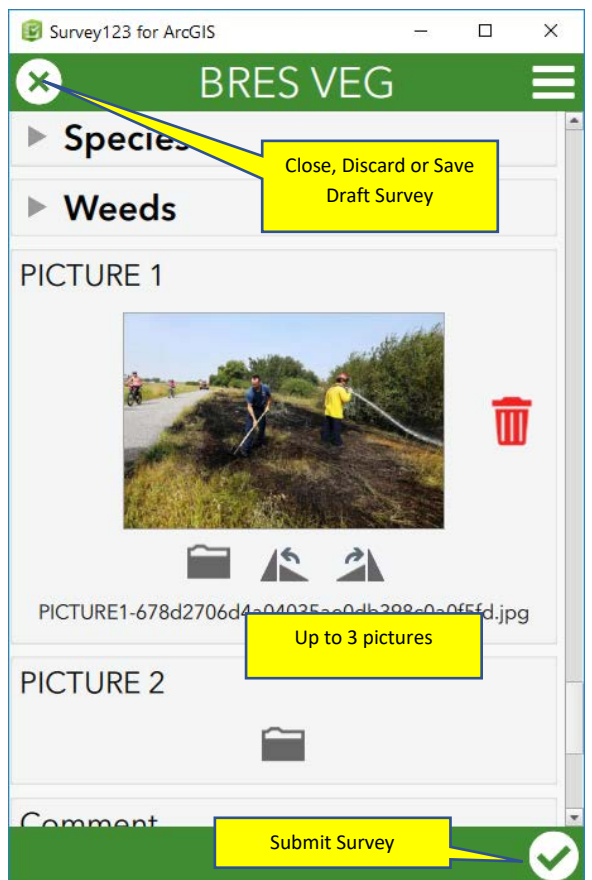 Survey123 for ArcGIS
BRES VEG
Species
Close, Discard or Save
Draft Survey
Weeds
PICTURE 1
PICTURE1-678d2706d4a04035ae0db398c0a0f5fd.jpg
Up to 3 pictures
PICTURE 2
Comment
Submit Survey